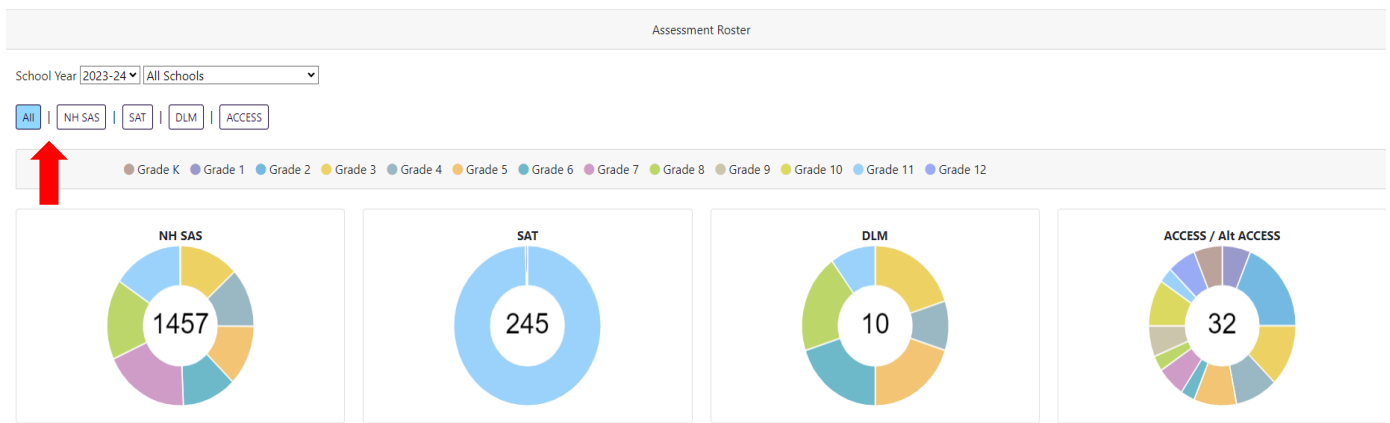 Assessment Roster
School Year 2023-24 All Schools
All | NH SAS | SAT | DLM | ACCESS
Grade K Grade 1 Grade 2 Grade 3 Grade 4 Grade 5 Grade 6 Grade 7 Grade 8 Grade 9 Grade 10 Grade 11 Grade 12
NH SAS
1457
SAT
245
DLM
10
ACCESS / Alt ACCESS
32